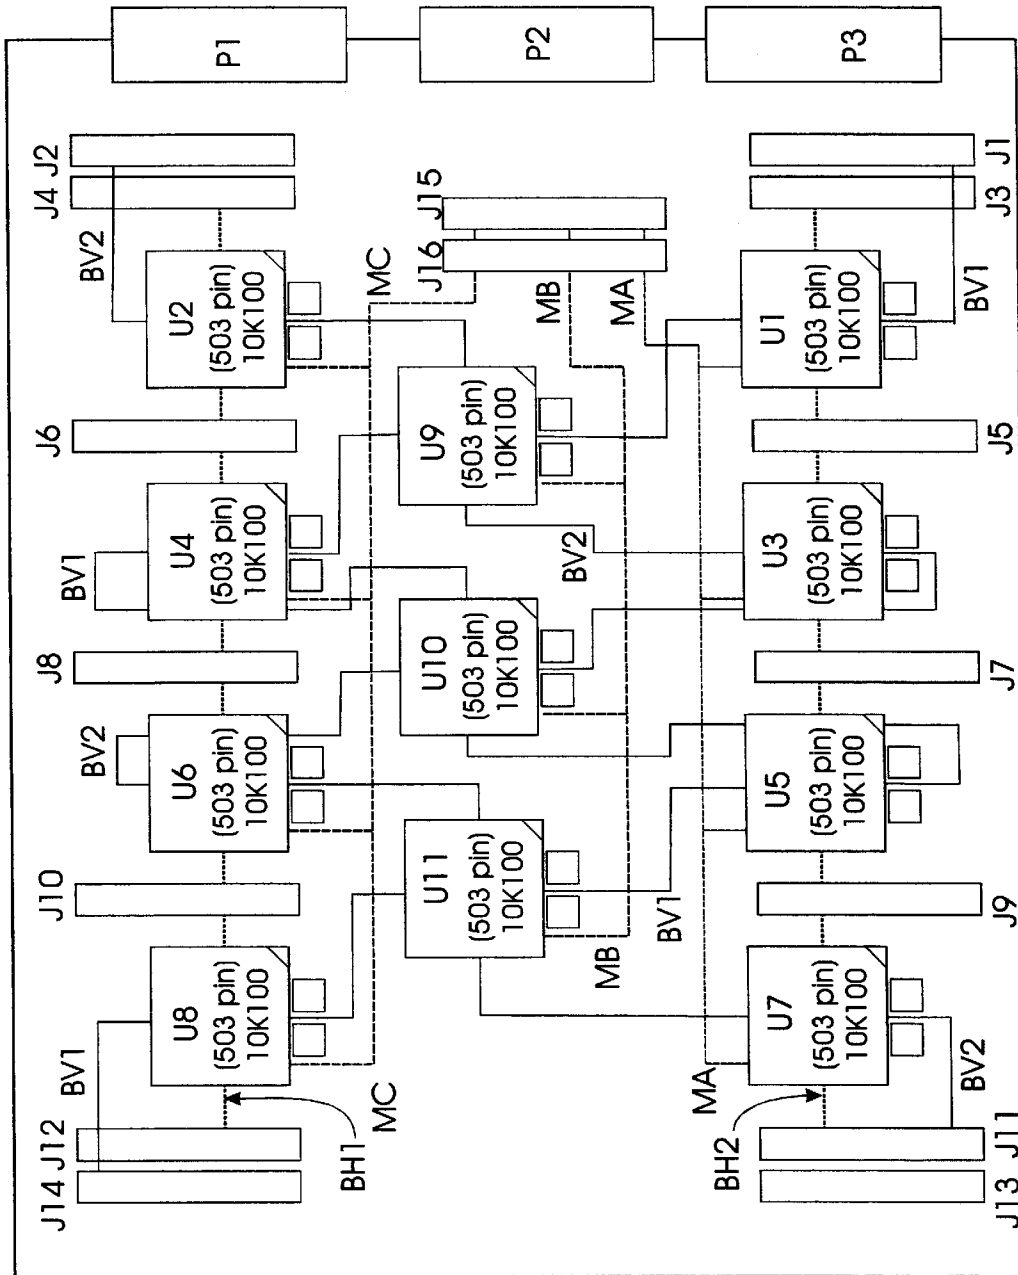 P1
P2
P3
J2
J4
BV2
U2
(503 pin)
10K100
J15
J16
MC
MB
MA
J1
J3
BV1
U1
(503 pin)
10K100
J6
U9
(503 pin)
10K100
J5
BV1
U4
(503 pin)
10K100
BV2
U3
(503 pin)
10K100
J8
U10
(503 pin)
10K100
J7
BV2
U6
(503 pin)
10K100
U5
(503 pin)
10K100
J10
U11
(503 pin)
10K100
BV1
J9
MB
BV1
U8
(503 pin)
10K100
MC
MA
U7
(503 pin)
10K100
BV2
J12
J14
BH1
BH2
J11
J13